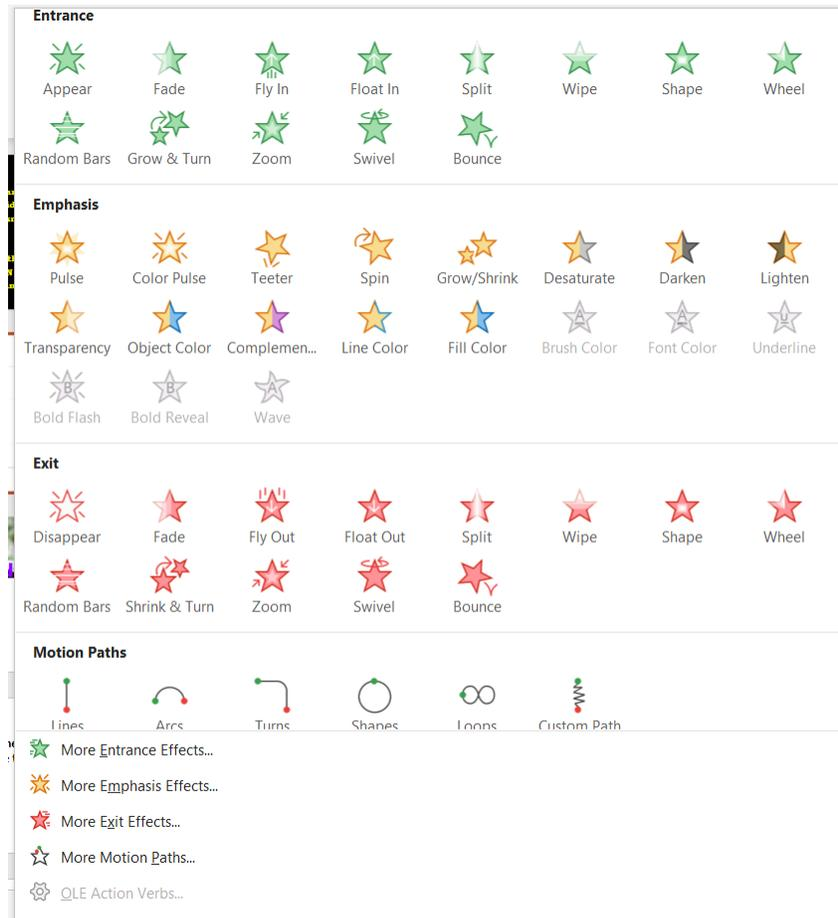 Entrance
Appear Fade Fly In Float In Split Wipe Shape Wheel
Random Bars Grow & Turn Zoom Swivel Bounce
Emphasis
Pulse Color Pulse Teeter Spin Grow/Shrink Desaturate Darken Lighten
Transparency Object Color Complemen... Line Color Fill Color Brush Color Font Color Underline
Bold Flash Bold Reveal Wave
Exit
Disappear Fade Fly Out Float Out Split Wipe Shape Wheel
Random Bars Shrink & Turn Zoom Swivel Bounce
Motion Paths
Lines Arcs Turns Shapes Loops Custom Path
More Entrance Effects...
More Emphasis Effects...
More Exit Effects...
More Motion Paths...
OLE Action Verbs...